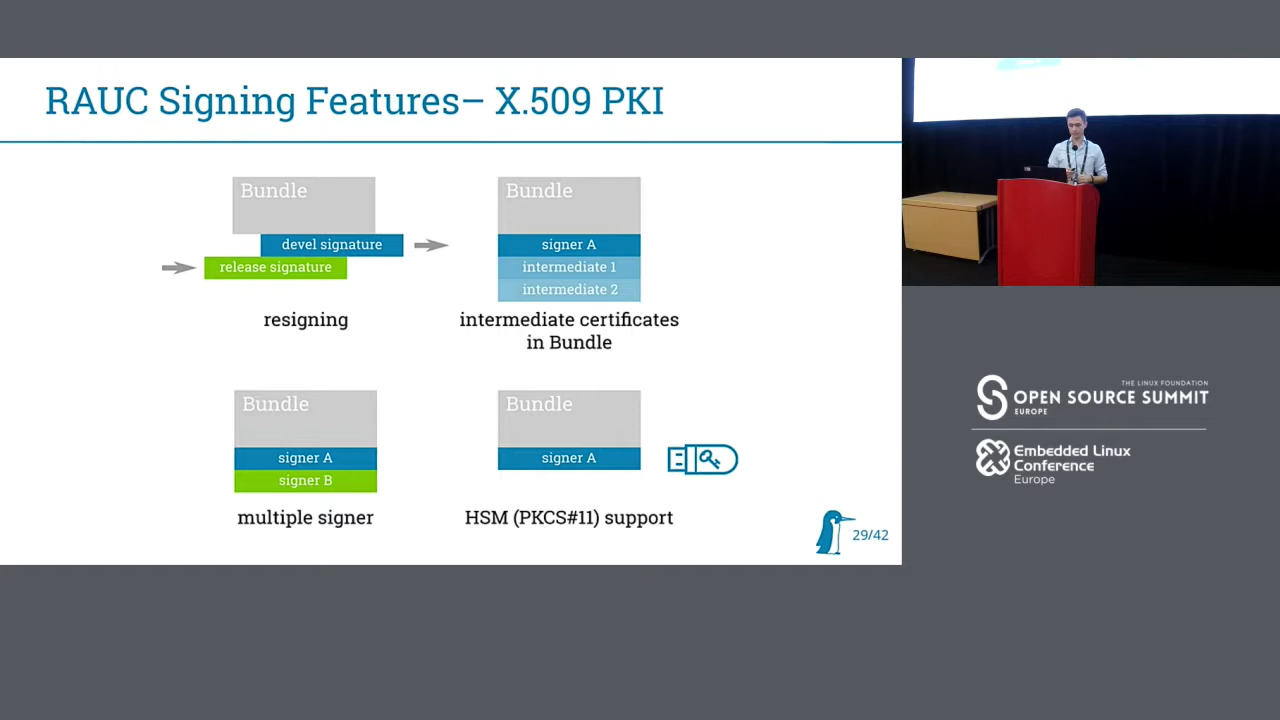 RAUC Signing Features– X.509 PKI
Bundle
devel signature
release signature
resigning
Bundle
signer A
intermediate 1
intermediate 2
intermediate certificates
in Bundle
Bundle
signer A
signer B
multiple signer
Bundle
signer A
HSM (PKCS#11) support
29/42
THE LINUX FOUNDATION
OPEN SOURCE SUMMIT
EUROPE
Embedded Linux
Conference
Europe